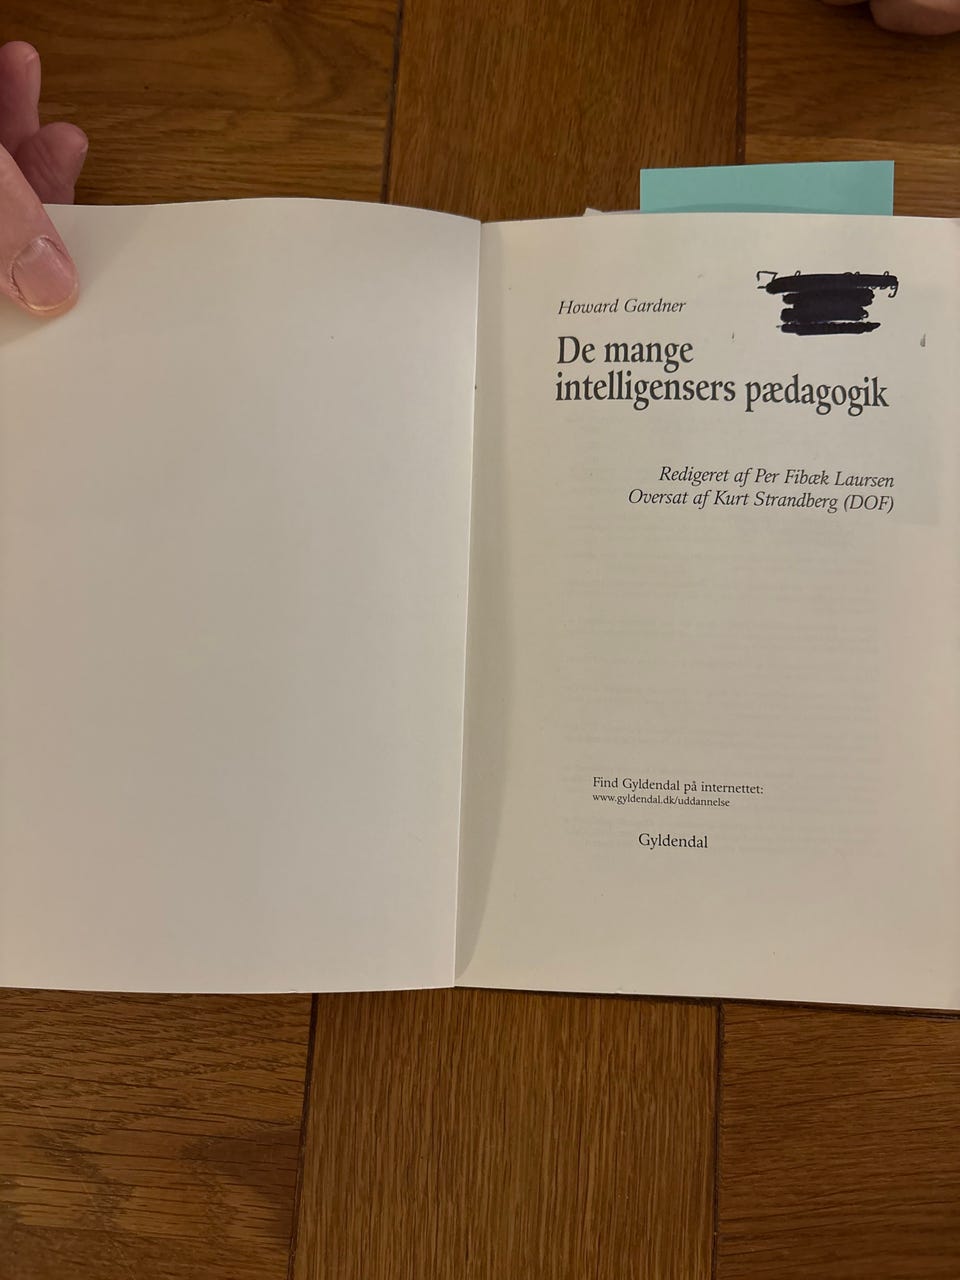 Howard Gardner
De mange
intelligensers pædagogik
Redigeret af Per Fibæk Laursen
Oversat af Kurt Strandberg (DOF)
Find Gyldendal på internettet:
www.gyldendal.dk/uddannelse
Gyldendal